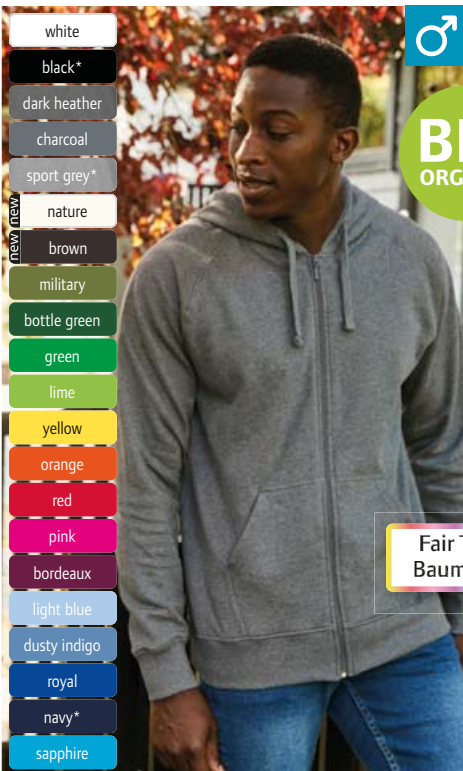 white
black*
dark heather
charcoal
sport grey*
new
nature
new
brown
military
bottle green
green
lime
yellow
orange
red
pink
bordeaux
light blue
dusty indigo
royal
navy*
sapphire
ORG
Fair
Baum